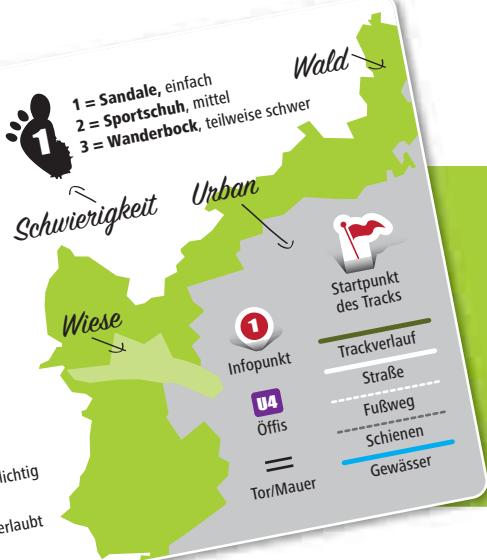 Wald
1 = Sandale, einfach
2 = Sportschuh, mittel
3 = Wanderbock, teilweise schwer
1
Schwierigkeit
Urban
Wiese
Startpunkt
des Tracks
1
Infopunkt
Trackverlauf
Straße
U4
Öffis
Fußweg
Schienen
Tor/Mauer
Gewässer